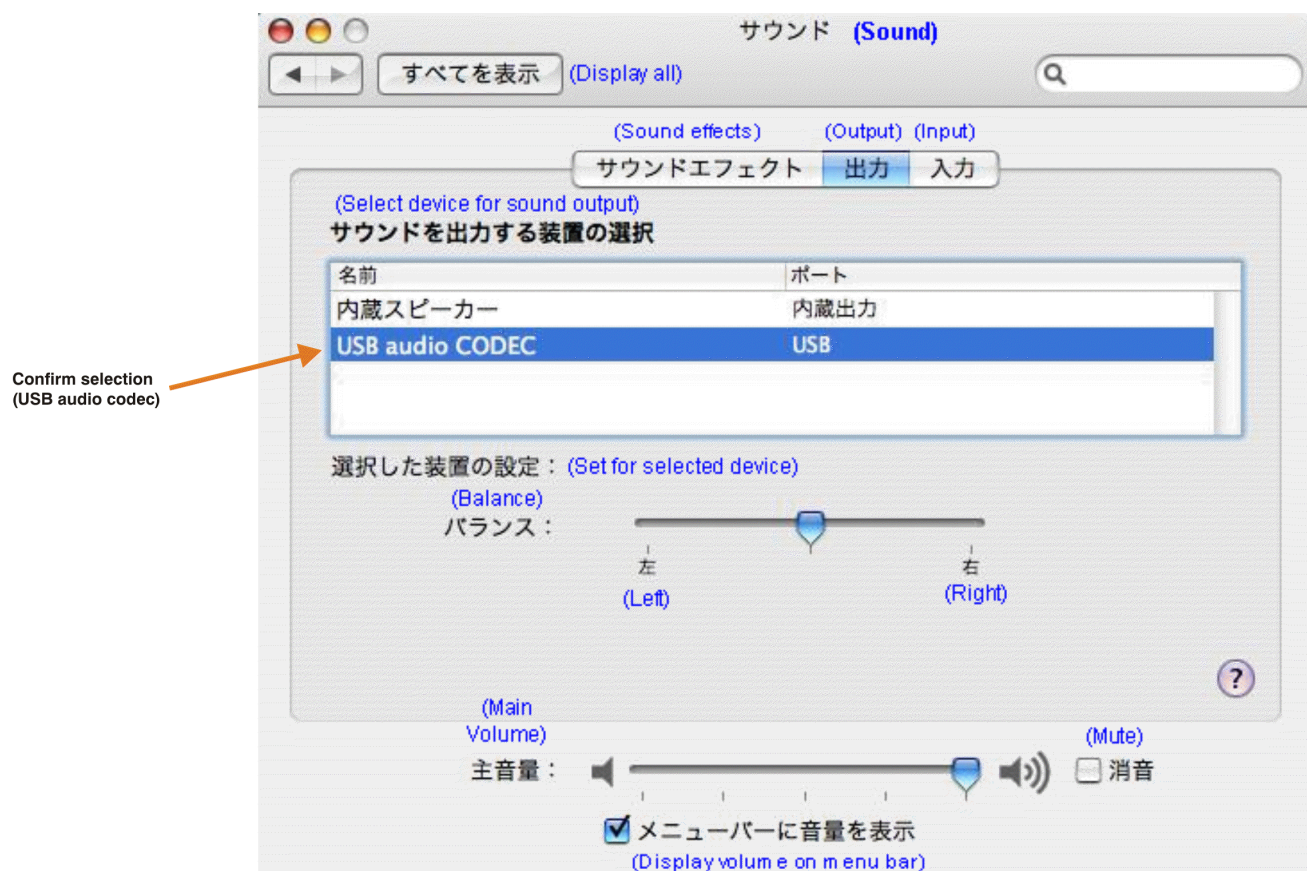 サウンド (Sound)
すべてを表示 (Display all)
(Sound effects) (Output) (Input)
サウンドエフェクト 出力 入力
(Select device for sound output)
サウンドを出力する装置の選択
名前 ポート
内蔵スピーカー 内蔵出力
USB audio CODEC USB
Confirm selection
(USB audio codec)
選択した装置の設定：(Set for selected device)
(Balance)
バランス：
左 右
(Left) (Right)
?
(Main
Volume)
(Mute)
主音量： 消音
メニューバーに音量を表示
(Display volume on menu bar)